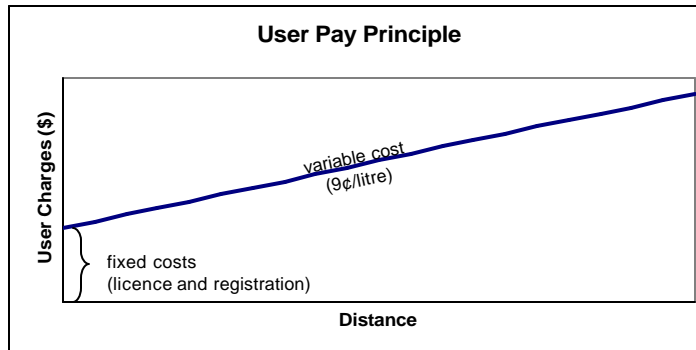 User Pay Principle
User Charges ($)
variable cost
(9¢/litre)
fixed costs
(licence and registration)
Distance